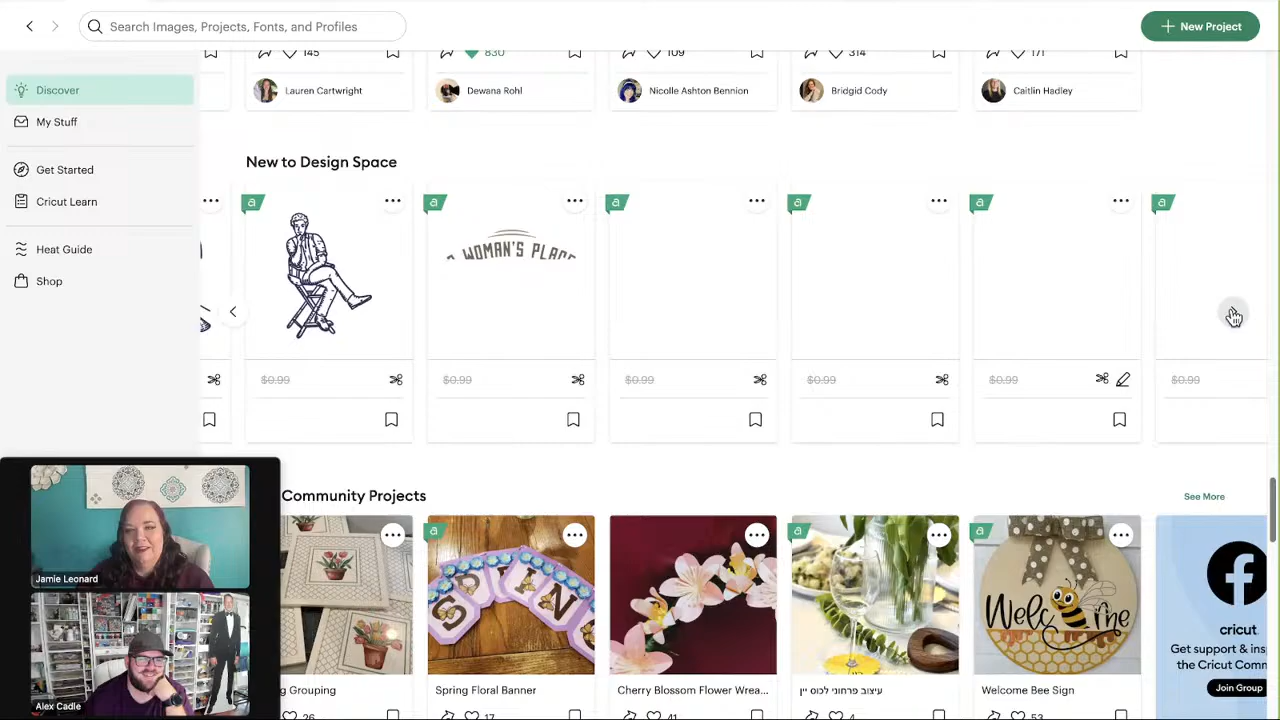 Search Images, Projects, Fonts, and Profiles
New Project
Discover
My Stuff
Get Started
Cricut Learn
Heat Guide
Shop
145
830
109
314
171
Lauren Cartwright
Dewana Rohl
Nicolle Ashton Bennion
Bridgid Cody
Caitlin Hadley
New to Design Space
a
a
a
a
a
a
A WOMAN'S PLACE
$0.99
$0.99
$0.99
$0.99
$0.99
$0.99
Community Projects
See More
a
a
a
SPRIN
Welcome
cricut
Get support & ins
the Cricut Comm
Join Group
g Grouping
Spring Floral Banner
Cherry Blossom Flower Wrea...
עיצוב פרחוני לכוס יין
Welcome Bee Sign
26
17
41
4
53
Jamie Leonard
Alex Cadle